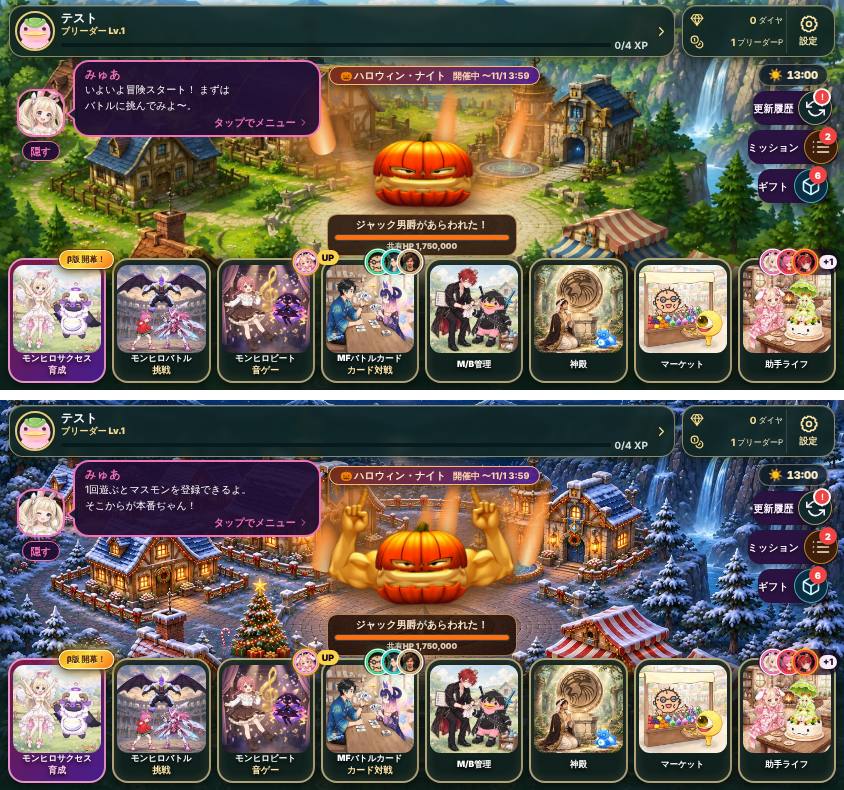 テスト
ブリーダー Lv.1
0/4 XP
0 ダイヤ
1 ブリーダーP
設定
みゅあ
いよいよ冒険スタート！ まずは
バトルに挑んでみよ〜。
タップでメニュー
隠す
ハロウィン・ナイト 開催中 〜11/1 3:59
13:00
更新履歴
!
ミッション
2
ギフト
6
ジャック男爵があらわれた！
共有HP 1,750,000
β版 開幕！
モンヒロサクセス
育成
モンヒロバトル
挑戦
UP
モンヒロビート
音ゲー
MFバトルカード
カード対戦
M/B管理
神殿
マーケット
+1
助手ライフ
テスト
ブリーダー Lv.1
0/4 XP
0 ダイヤ
1 ブリーダーP
設定
みゅあ
1回遊ぶとマスモンを登録できるよ。
そこからが本番ぢゃん！
タップでメニュー
隠す
ハロウィン・ナイト 開催中 〜11/1 3:59
13:00
更新履歴
!
ミッション
2
ギフト
6
ジャック男爵があらわれた！
共有HP 1,750,000
β版 開幕！
モンヒロサクセス
育成
モンヒロバトル
挑戦
UP
モンヒロビート
音ゲー
MFバトルカード
カード対戦
M/B管理
神殿
マーケット
+1
助手ライフ